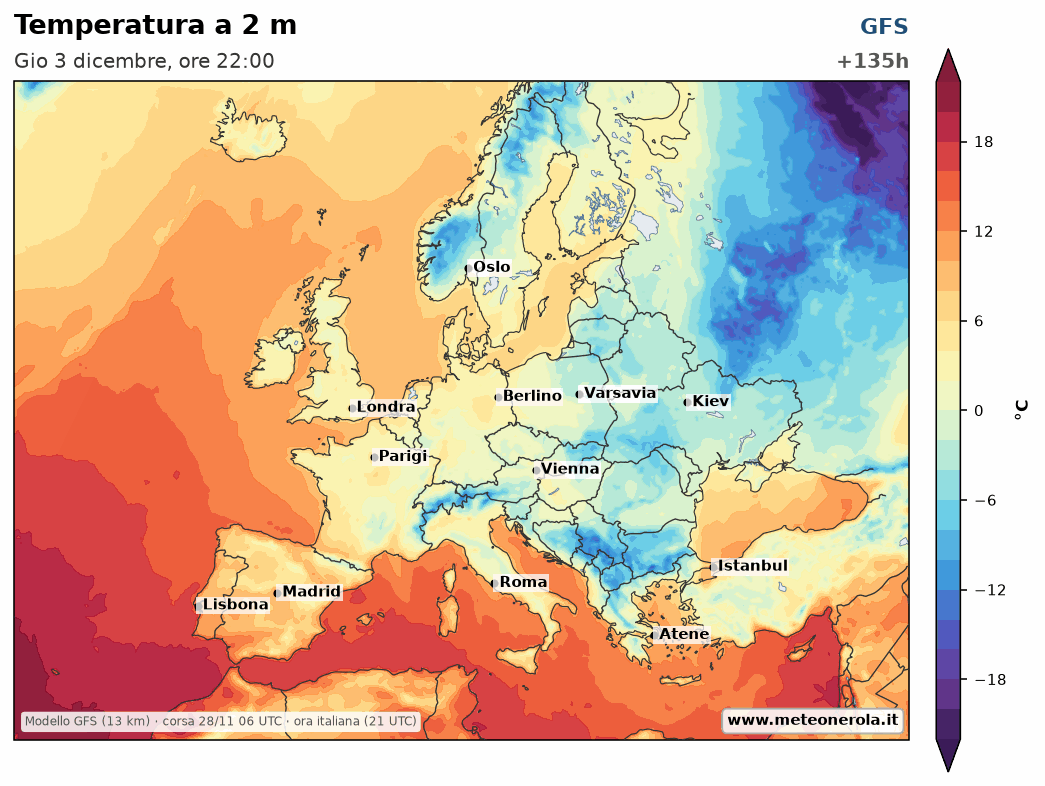 Temperatura a 2 m
GFS
Gio 3 dicembre, ore 22:00
+135h
Oslo
Berlino
Varsavia
Londra
Kiev
Parigi
Vienna
Istanbul
Roma
Madrid
Lisbona
Atene
Modello GFS (13 km) · corsa 28/11 06 UTC · ora italiana (21 UTC)
www.meteonerola.it
18
12
6
0
−6
−12
−18
°C